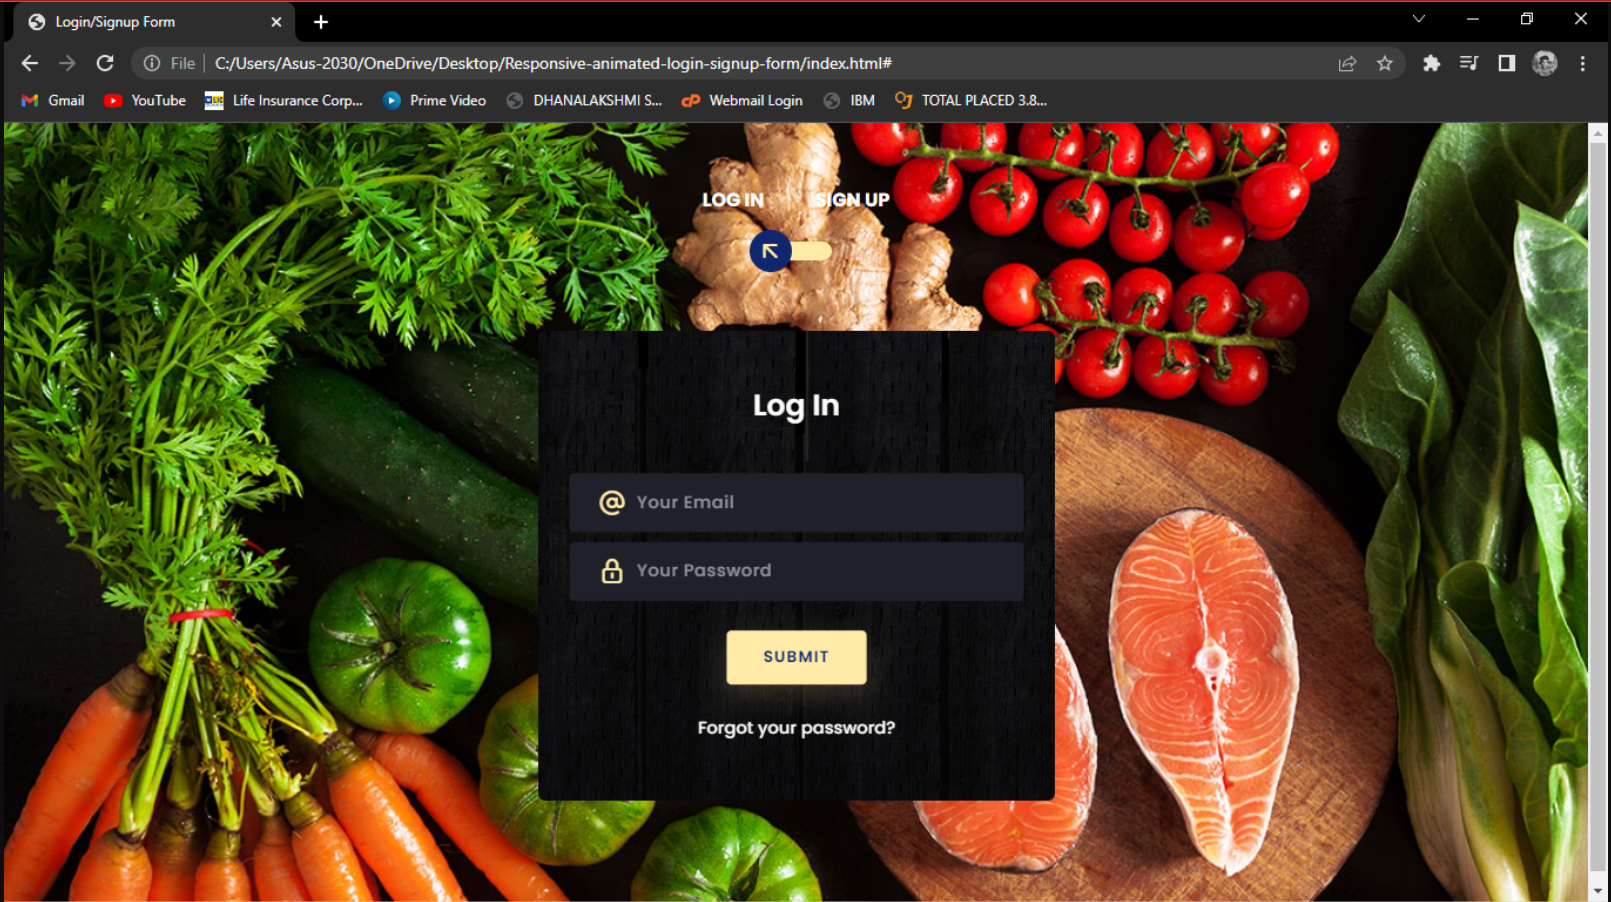 Login/Signup Form
File
C:/Users/Asus-2030/OneDrive/Desktop/Responsive-animated-login-signup-form/index.html#
Gmail
YouTube
LIC
Life Insurance Corp...
Prime Video
DHANALAKSHMI S...
cP
Webmail Login
IBM
TOTAL PLACED 3.8...
LOG IN
SIGN UP
Log In
@ Your Email
Your Password
SUBMIT
Forgot your password?